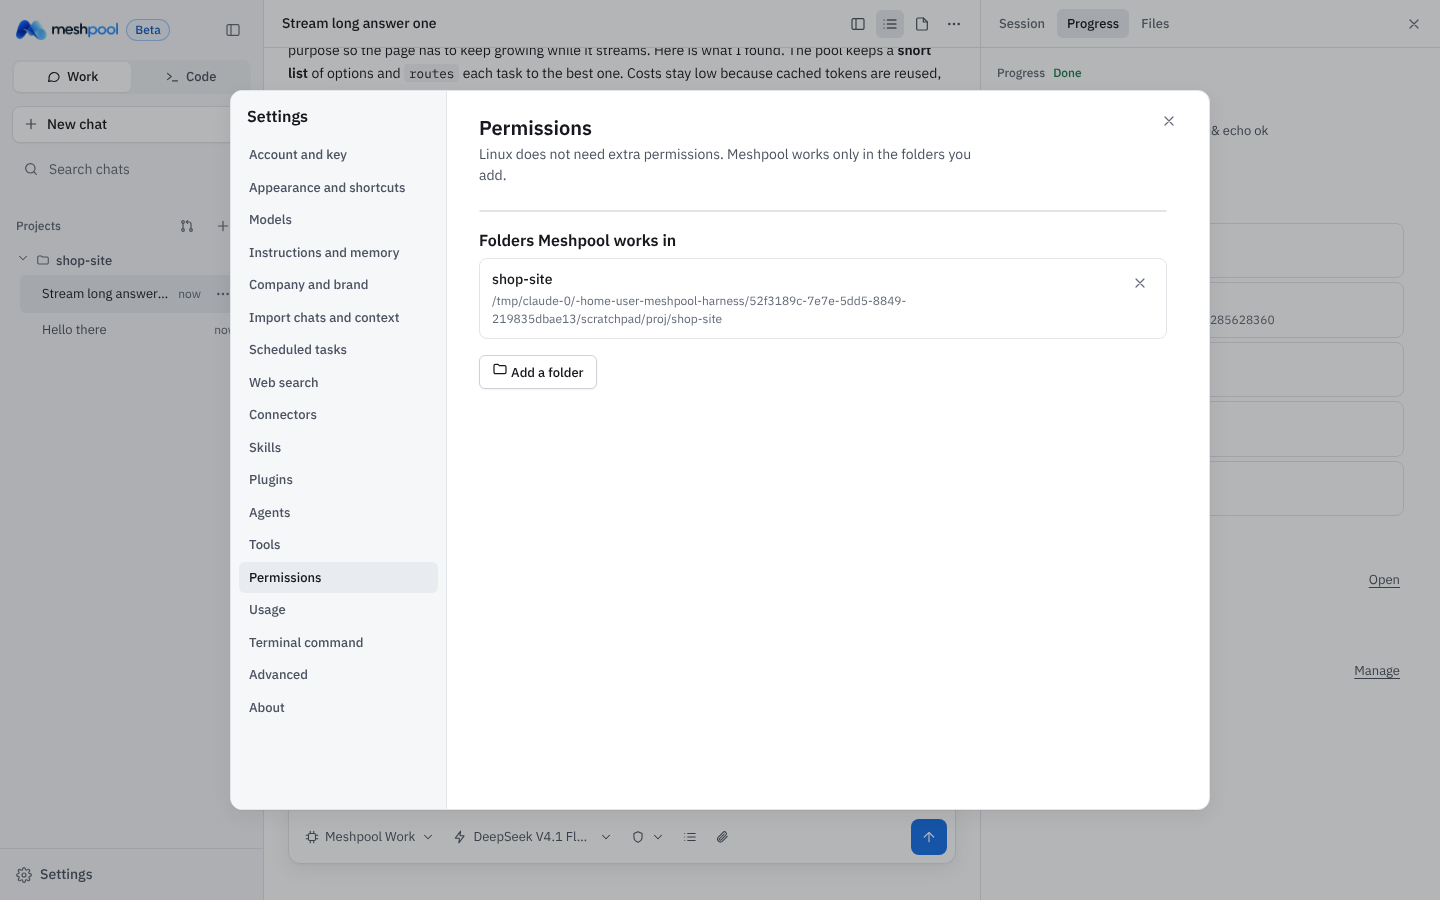 meshpool Beta
Work
Code
New chat
Search chats
Projects
shop-site
Stream long answer... now
Hello there
Settings
Stream long answer one
purpose so the page has to keep growing while it streams. Here is what I found. The pool keeps a short
list of options and routes each task to the best one. Costs stay low because cached tokens are reused,
Settings
Account and key
Appearance and shortcuts
Models
Instructions and memory
Company and brand
Import chats and context
Scheduled tasks
Web search
Connectors
Skills
Plugins
Agents
Tools
Permissions
Usage
Terminal command
Advanced
About
Permissions
Linux does not need extra permissions. Meshpool works only in the folders you
add.
Folders Meshpool works in
shop-site
/tmp/claude-0/-home-user-meshpool-harness/52f3189c-7e7e-5dd5-8849-
219835dbae13/scratchpad/proj/shop-site
Add a folder
Meshpool Work
DeepSeek V4.1 Fl...
Session
Progress
Files
Progress Done
& echo ok
285628360
Open
Manage